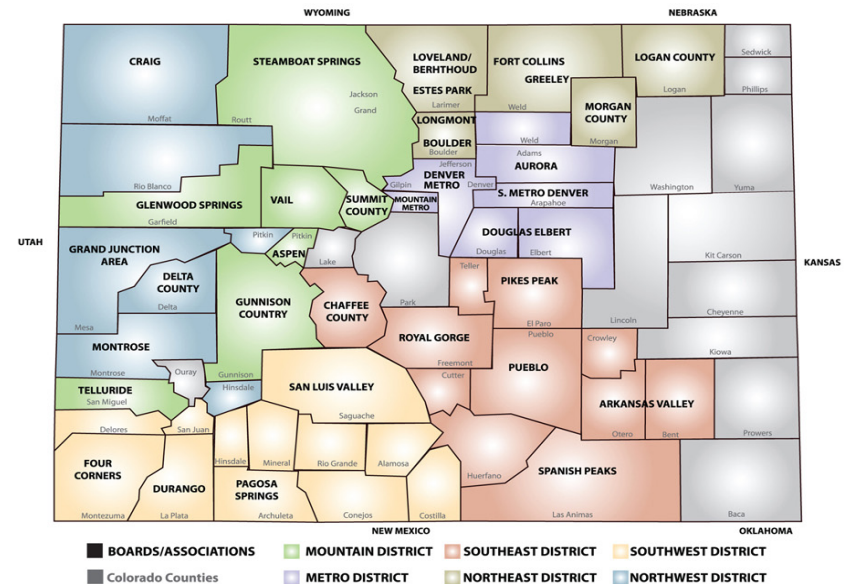 WYOMING
NEBRASKA
CRAIG
STEAMBOAT SPRINGS
LOVELAND/
BERHTHOUD
ESTES PARK
FORT COLLINS
GREELEY
LOGAN COUNTY
Sedwick
Phillips
Logan
Jackson
Grand
Larimer
Weld
Moffat
Routt
LONGMONT
BOULDER
Boulder
MORGAN
COUNTY
Morgan
Weld
Adams
AURORA
Jefferson
DENVER
METRO
Denver
Gilpin
MOUNTAIN
METRO
S. METRO DENVER
Arapahoe
Washington
Yuma
Rio Blanco
GLENWOOD SPRINGS
Garfield
VAIL
SUMMIT
COUNTY
UTAH
GRAND JUNCTION
AREA
Pitkin
Pitkin
ASPEN
Lake
DOUGLAS ELBERT
Douglas
Elbert
Kit Carson
KANSAS
DELTA
COUNTY
Delta
Mesa
GUNNISON
COUNTRY
Gunnison
CHAFFEE
COUNTY
Park
Teller
PIKES PEAK
El Paro
Lincoln
Cheyenne
MONTROSE
Montrose
Ouray
ROYAL GORGE
Freemont
Pueblo
PUEBLO
Crowley
Kiowa
TELLURIDE
San Miguel
Hinsdale
SAN LUIS VALLEY
Saguache
Cutter
ARKANSAS VALLEY
Otero
Bent
Prowers
Delores
San Juan
FOUR
CORNERS
Montezuma
DURANGO
La Plata
Hinsdale
Mineral
Rio Grande
Alamosa
PAGOSA
SPRINGS
Archuleta
Conejos
Costilla
Huerfano
SPANISH PEAKS
Las Animas
Baca
NEW MEXICO
OKLAHOMA
BOARDS/ASSOCIATIONS
MOUNTAIN DISTRICT
SOUTHEAST DISTRICT
SOUTHWEST DISTRICT
Colorado Counties
METRO DISTRICT
NORTHEAST DISTRICT
NORTHWEST DISTRICT